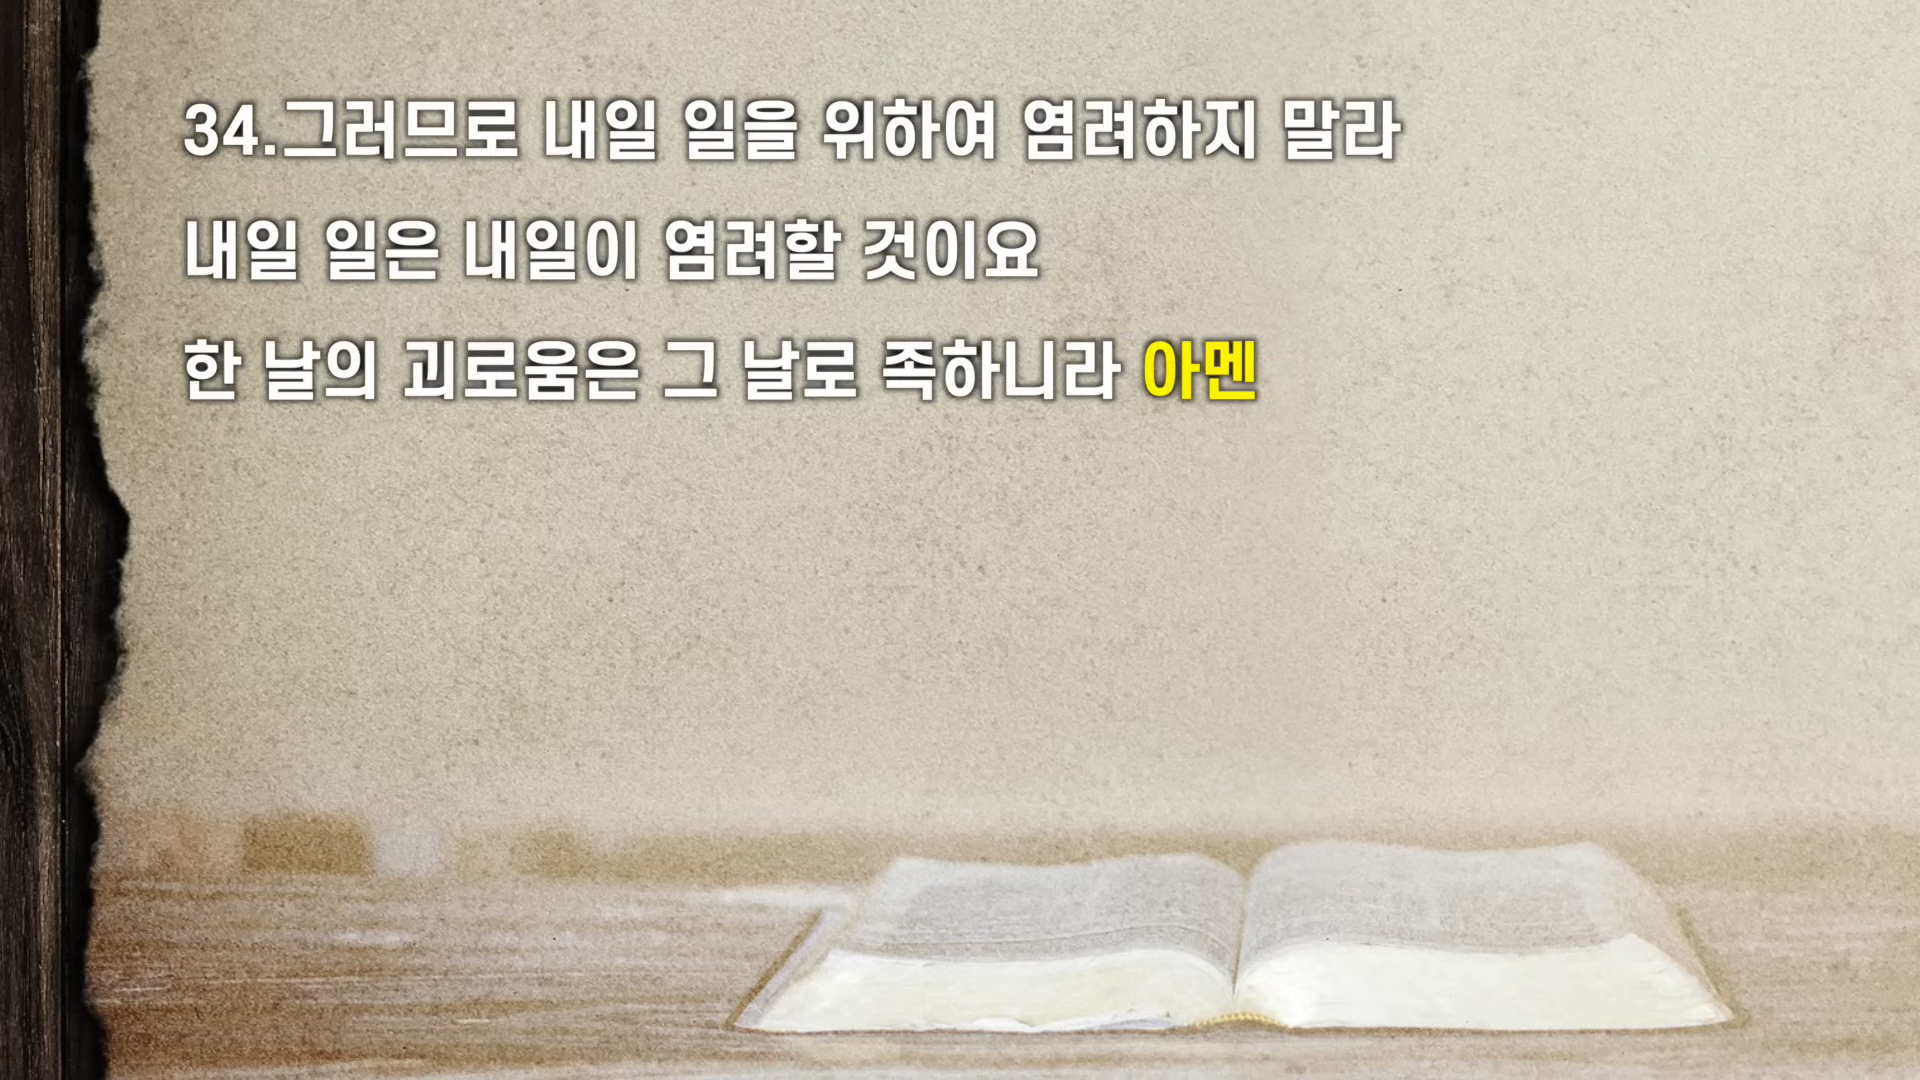 34.그러므로 내일 일을 위하여 염려하지 말라
내일 일은 내일이 염려할 것이요
한 날의 괴로움은 그 날로 족하니라 아멘